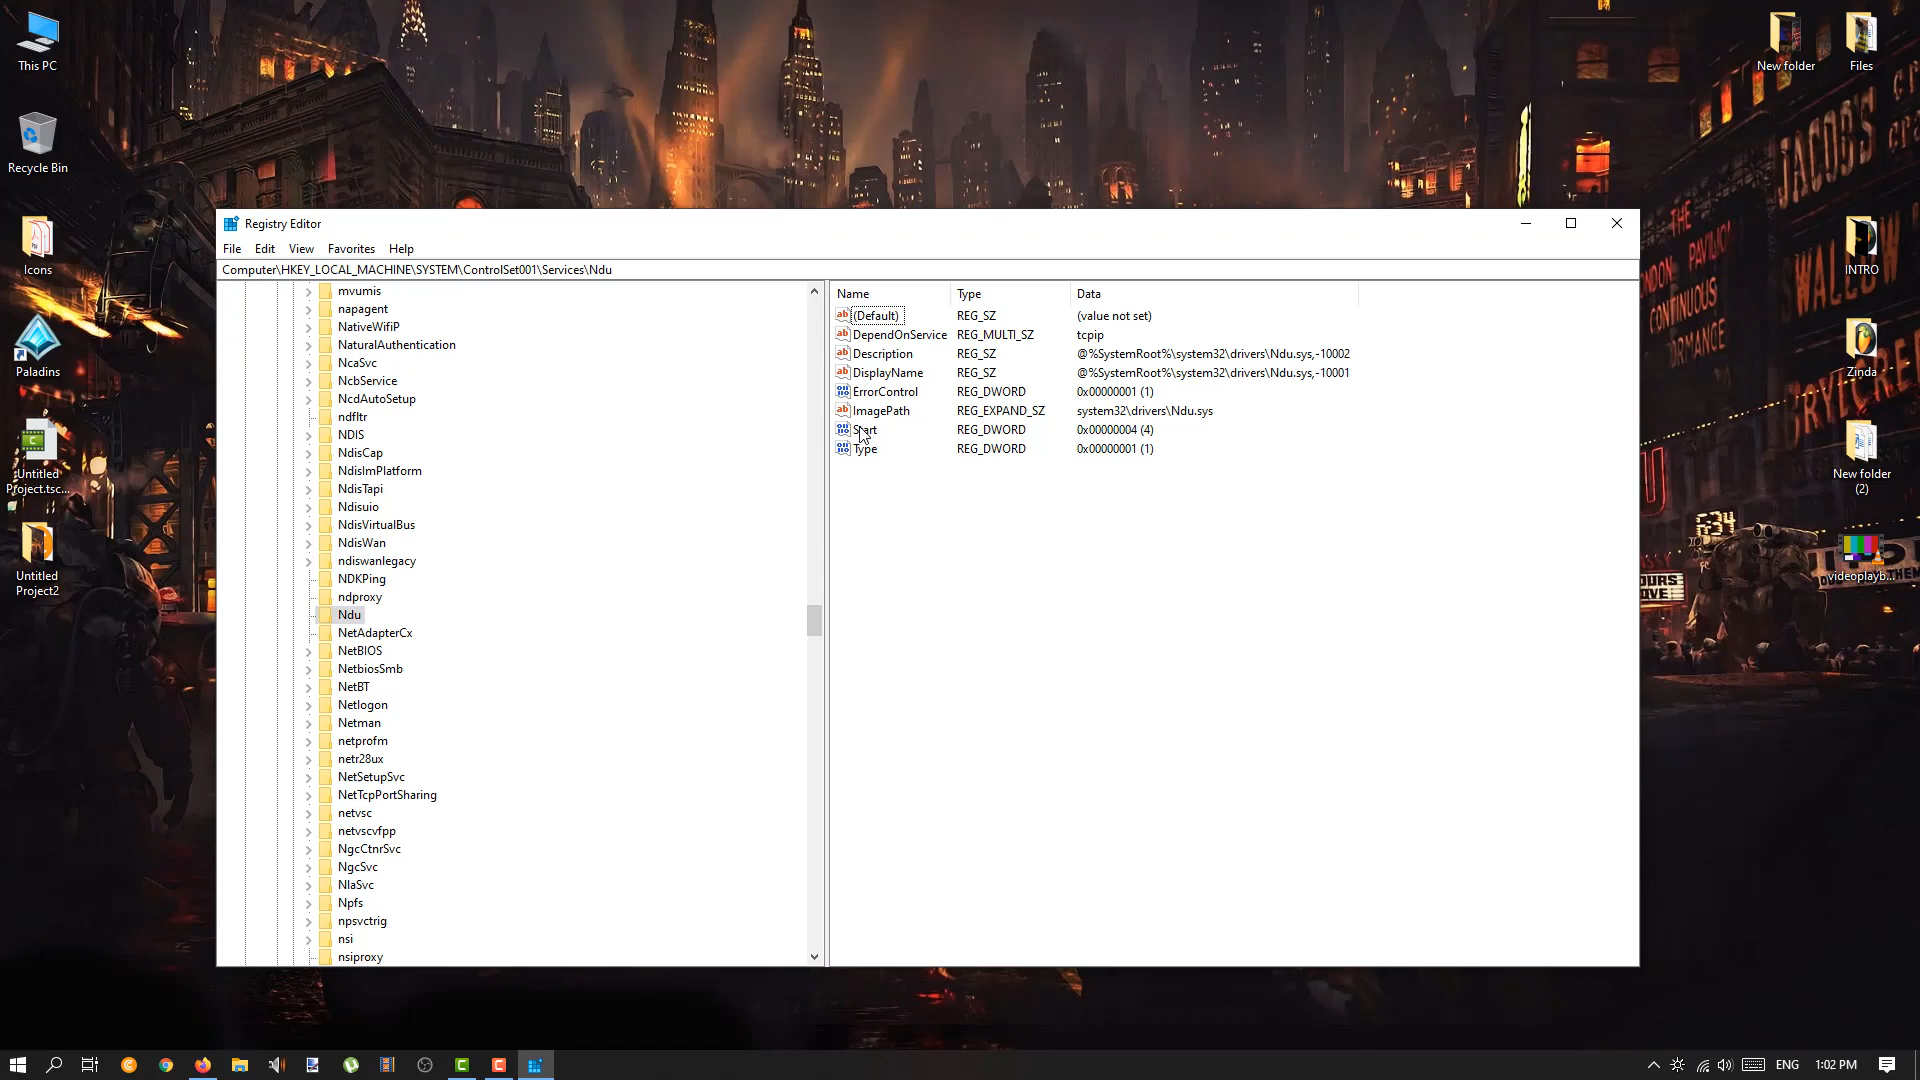 This PC
Recycle Bin
Icons
Paladins
Untitled
Project.tsc...
Untitled
Project2
New folder
Files
INTRO
Zinda
New folder
(2)
videoplayb...
JACOB'S
THE
PAVILION
LONDON
CONTINUOUS
WALLOW
Registry Editor
File Edit View Favorites Help
Computer\HKEY_LOCAL_MACHINE\SYSTEM\ControlSet001\Services\Ndu
mvumis
napagent
NativeWifiP
NaturalAuthentication
NcaSvc
NcbService
NcdAutoSetup
ndfltr
NDIS
NdisCap
NdisImPlatform
NdisTapi
Ndisuio
NdisVirtualBus
NdisWan
ndiswanlegacy
NDKPing
ndproxy
Ndu
NetAdapterCx
NetBIOS
NetbiosSmb
NetBT
Netlogon
Netman
netprofm
netr28ux
NetSetupSvc
NetTcpPortSharing
netvsc
netvscvfpp
NgcCtnrSvc
NgcSvc
NlaSvc
Npfs
npsvctrig
nsi
nsiproxy
Name Type Data
(Default) REG_SZ (value not set)
DependOnService REG_MULTI_SZ tcpip
Description REG_SZ @%SystemRoot%\system32\drivers\Ndu.sys,-10002
DisplayName REG_SZ @%SystemRoot%\system32\drivers\Ndu.sys,-10001
ErrorControl REG_DWORD 0x00000001 (1)
ImagePath REG_EXPAND_SZ system32\drivers\Ndu.sys
Start REG_DWORD 0x00000004 (4)
Type REG_DWORD 0x00000001 (1)
ENG
1:02 PM